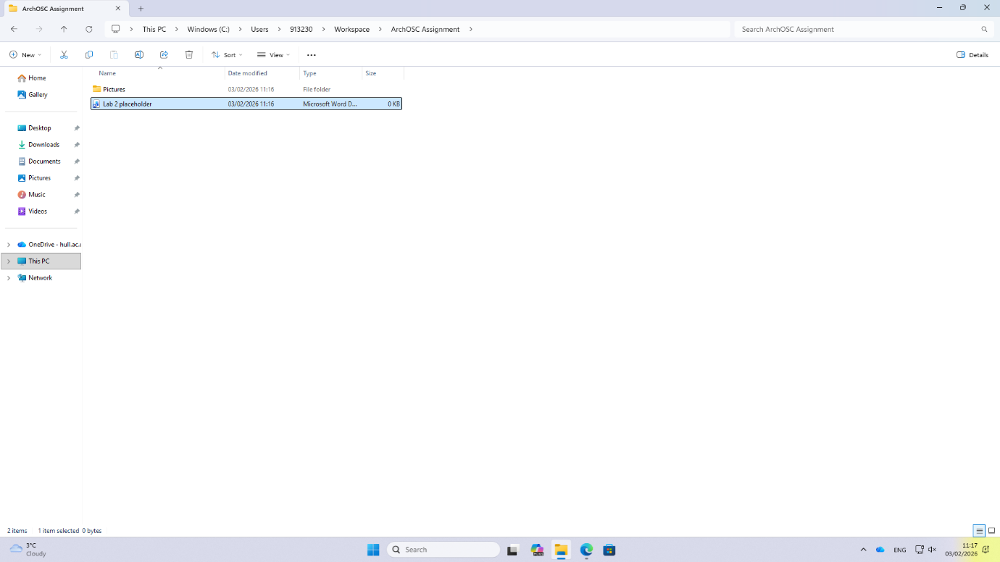 ArchOSC Assignment
This PC > Windows (C:) > Users > 913230 > Workspace > ArchOSC Assignment >
Search ArchOSC Assignment
New
Sort
View
Details
Name Date modified Type Size
Pictures 03/02/2026 11:16 File folder
Lab 2 placeholder 03/02/2026 11:16 Microsoft Word D... 0 KB
Home
Gallery
Desktop
Downloads
Documents
Pictures
Music
Videos
OneDrive - hull.ac.u
This PC
Network
2 items 1 item selected 0 bytes
3°C
Cloudy
Search
M365
ENG
11:17
03/02/2026